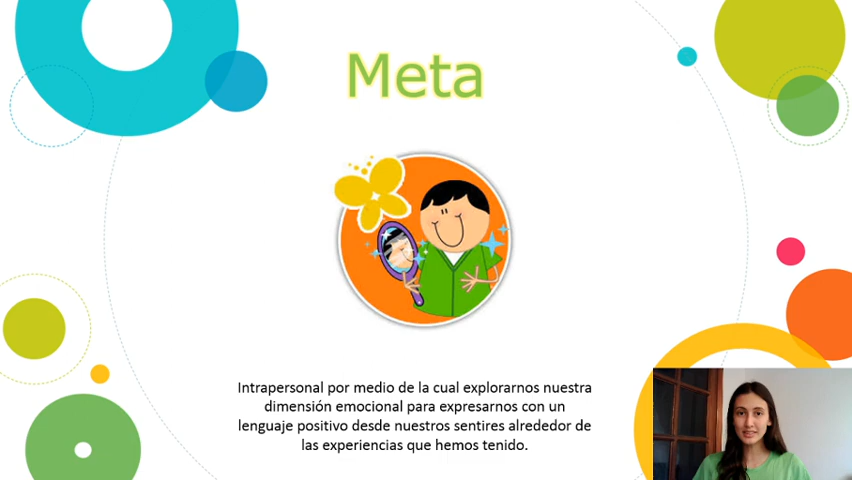 Meta
Intrapersonal por medio de la cual explorarnos nuestra
dimensión emocional para expresarnos con un
lenguaje positivo desde nuestros sentires alrededor de
las experiencias que hemos tenido.